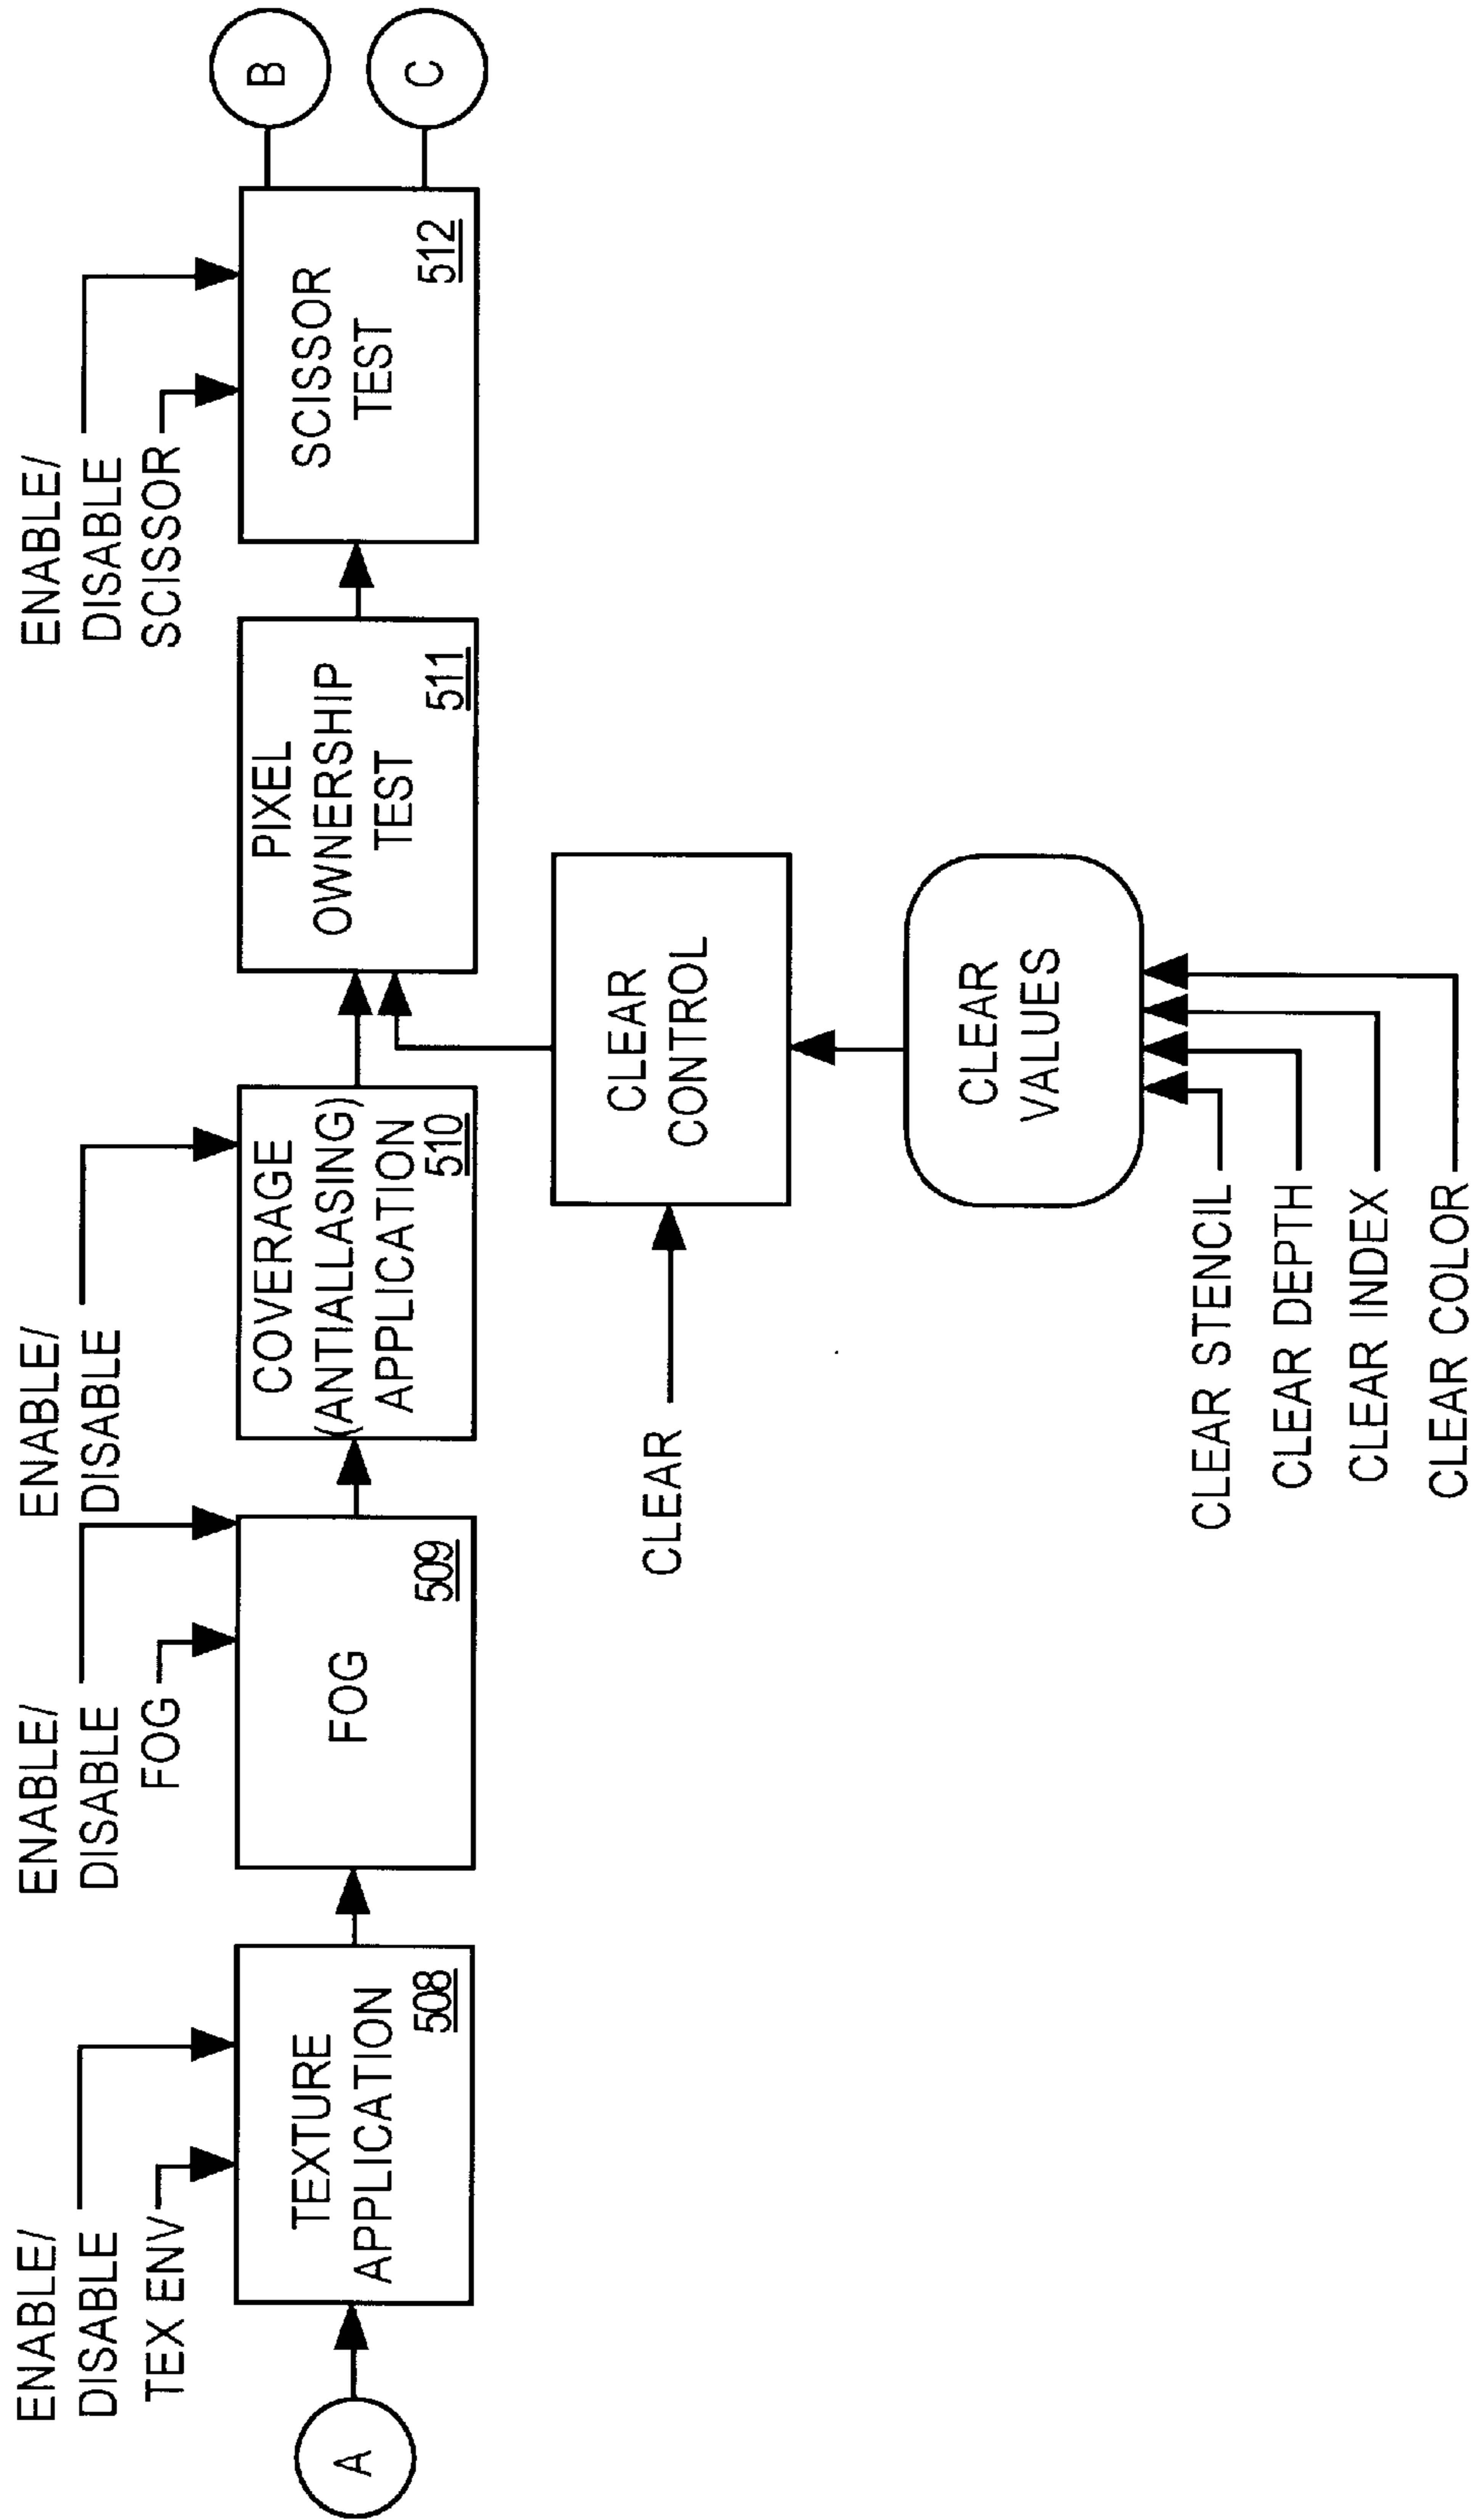 ENABLE/
DISABLE
TEX ENV
ENABLE/
DISABLE
FOG
ENABLE/
DISABLE
ENABLE/
DISABLE
SCISSOR
A
TEXTURE
APPLICATION
508
FOG
509
COVERAGE
(ANTIALLASING)
APPLICATION
510
PIXEL
OWNERSHIP
TEST
511
SCISSOR
TEST
512
B
C
CLEAR
CLEAR
CONTROL
CLEAR
VALUES
CLEAR STENCIL
CLEAR DEPTH
CLEAR INDEX
CLEAR COLOR